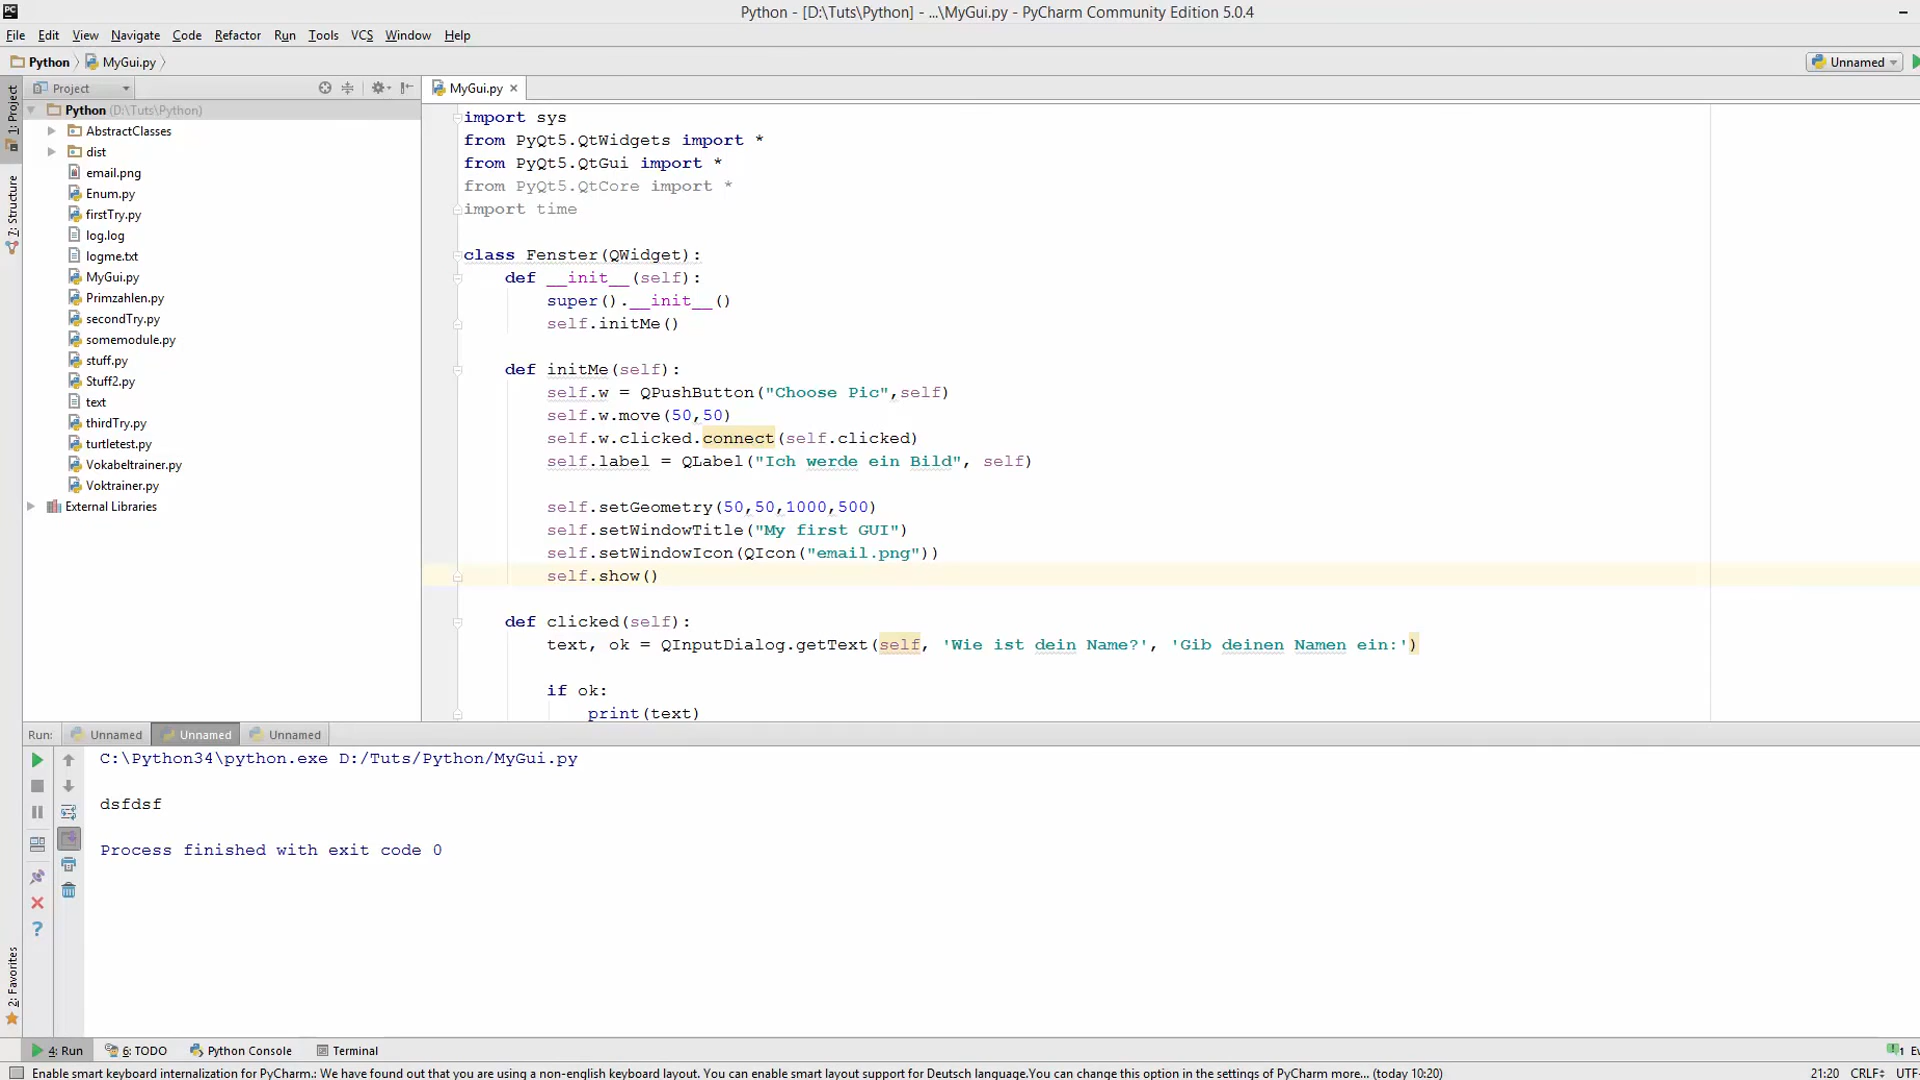 Python - [D:\Tuts\Python] - ...\MyGui.py - PyCharm Community Edition 5.0.4
File Edit View Navigate Code Refactor Run Tools VCS Window Help
Python MyGui.py
Unnamed
1: Project
7: Structure
2: Favorites
Project
Python (D:\Tuts\Python)
AbstractClasses
dist
email.png
Enum.py
firstTry.py
log.log
logme.txt
MyGui.py
Primzahlen.py
secondTry.py
somemodule.py
stuff.py
Stuff2.py
text
thirdTry.py
turtletest.py
Vokabeltrainer.py
Voktrainer.py
External Libraries
MyGui.py
import sys
from PyQt5.QtWidgets import *
from PyQt5.QtGui import *
from PyQt5.QtCore import *
import time
class Fenster(QWidget):
def __init__(self):
super().__init__()
self.initMe()
def initMe(self):
self.w = QPushButton("Choose Pic",self)
self.w.move(50,50)
self.w.clicked.connect(self.clicked)
self.label = QLabel("Ich werde ein Bild", self)
self.setGeometry(50,50,1000,500)
self.setWindowTitle("My first GUI")
self.setWindowIcon(QIcon("email.png"))
self.show()
def clicked(self):
text, ok = QInputDialog.getText(self, 'Wie ist dein Name?', 'Gib deinen Namen ein:')
if ok:
print(text)
Run: Unnamed Unnamed Unnamed
C:\Python34\python.exe D:/Tuts/Python/MyGui.py
dsfdsf
Process finished with exit code 0
4: Run 6: TODO Python Console Terminal 1 Ev
Enable smart keyboard internalization for PyCharm.: We have found out that you are using a non-english keyboard layout. You can enable smart layout support for Deutsch language.You can change this option in the settings of PyCharm more... (today 10:20) 21:20 CRLF UTF-